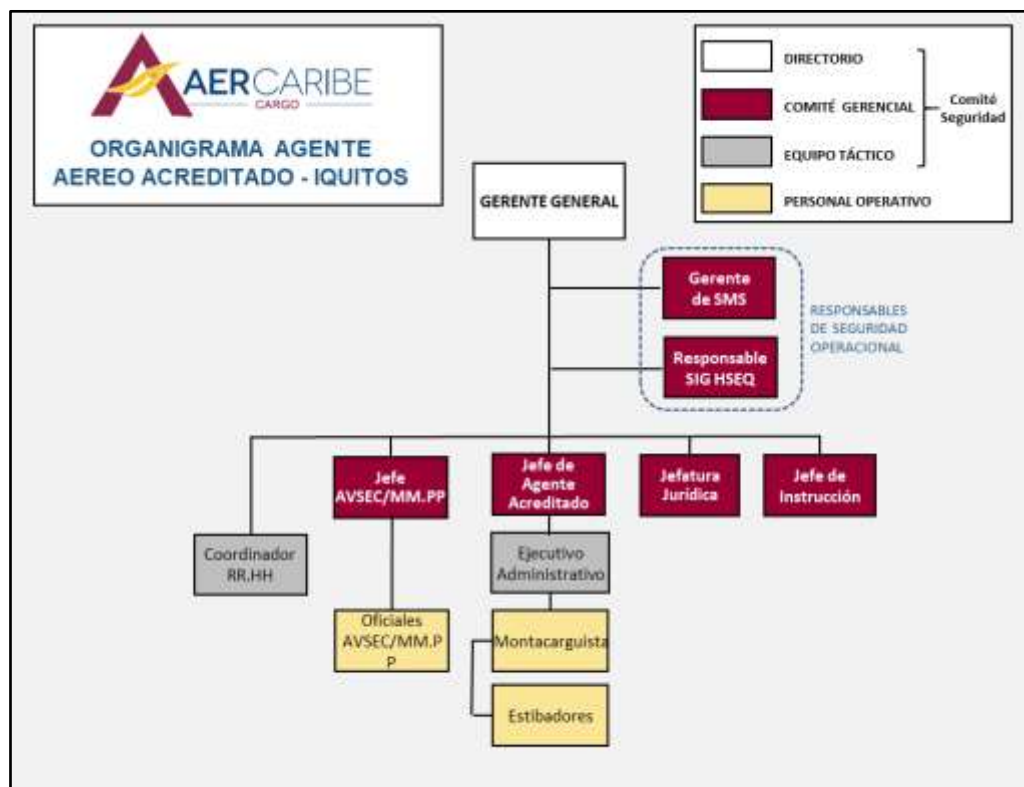 AERCARIBE
CARGO
ORGANIGRAMA AGENTE
AEREO ACREDITADO - IQUITOS
DIRECTORIO
COMITÉ GERENCIAL
EQUIPO TÁCTICO
PERSONAL OPERATIVO
Comité
Seguridad
GERENTE GENERAL
Gerente
de SMS
Responsable
SIG HSEQ
RESPONSABLES
DE SEGURIDAD
OPERACIONAL
Jefe
AVSEC/MM.PP
Jefe de
Agente
Acreditado
Jefatura
Jurídica
Jefe de
Instrucción
Coordinador
RR.HH
Ejecutivo
Administrativo
Oficiales
AVSEC/MM.P
P
Montacarguista
Estibadores